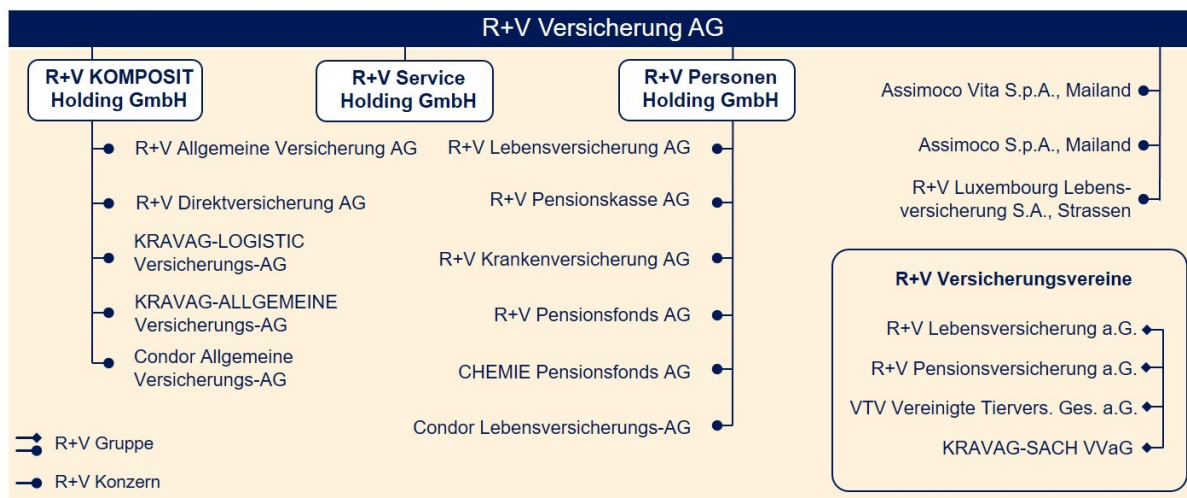 R+V Versicherung AG
R+V KOMPOSIT
Holding GmbH
R+V Allgemeine Versicherung AG
R+V Direktversicherung AG
KRAVAG-LOGISTIC
Versicherungs-AG
KRAVAG-ALLGEMEINE
Versicherungs-AG
Condor Allgemeine
Versicherungs-AG
R+V Service
Holding GmbH
R+V Personen
Holding GmbH
R+V Lebensversicherung AG
R+V Pensionskasse AG
R+V Krankenversicherung AG
R+V Pensionsfonds AG
CHEMIE Pensionsfonds AG
Condor Lebensversicherungs-AG
Assimoco Vita S.p.A., Mailand
Assimoco S.p.A., Mailand
R+V Luxembourg Lebens-
versicherung S.A., Strassen
R+V Versicherungsvereine
R+V Lebensversicherung a.G.
R+V Pensionsversicherung a.G.
VTV Vereinigte Tiervers. Ges. a.G.
KRAVAG-SACH VVaG
R+V Gruppe
R+V Konzern